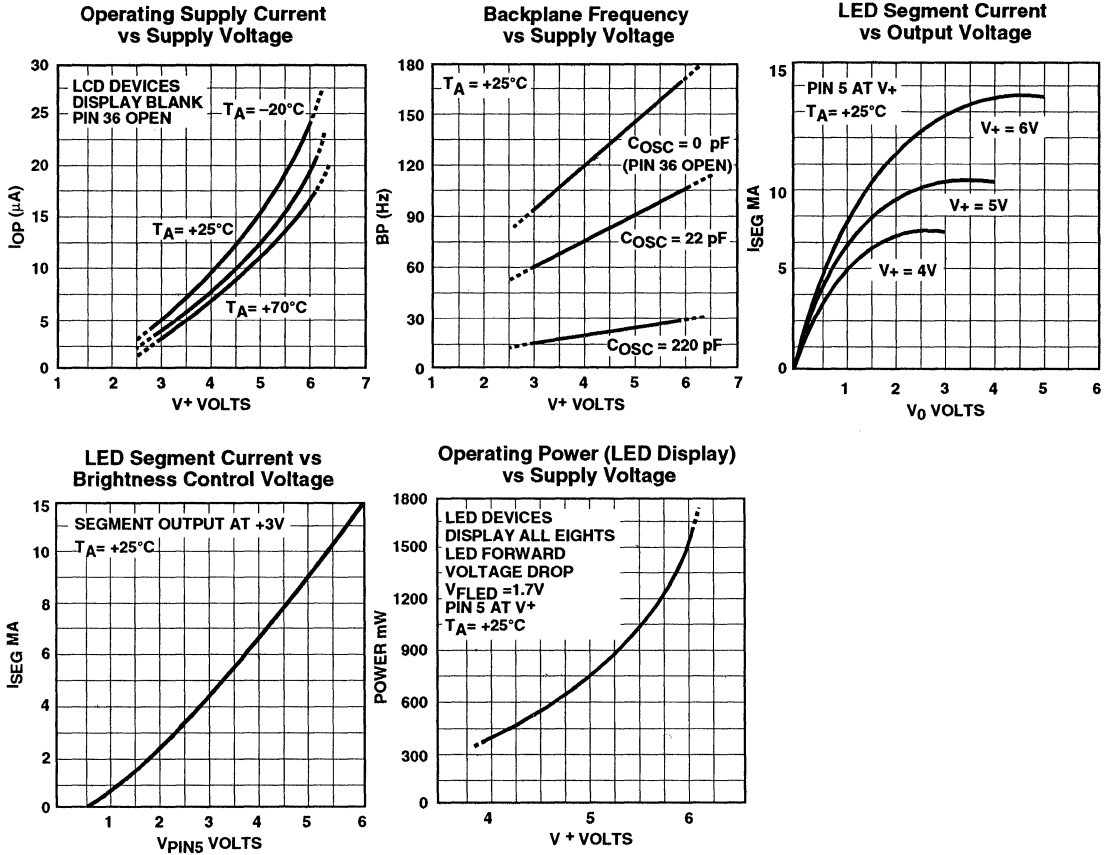 Operating Supply Current
vs Supply Voltage
30
25
20
15
10
5
0
IOP (µA)
LCD DEVICES
DISPLAY BLANK
PIN 36 OPEN
TA = –20°C
TA= +25°C
TA= +70°C
1
2
3
4
5
6
7
V+ VOLTS
Backplane Frequency
vs Supply Voltage
180
150
120
90
60
30
0
BP (Hz)
TA = +25°C
COSC = 0 pF
(PIN 36 OPEN)
COSC = 22 pF
COSC = 220 pF
1
2
3
4
5
6
7
V+ VOLTS
LED Segment Current
vs Output Voltage
15
10
5
0
ISEG MA
PIN 5 AT V+
TA = +25°C
V+ = 6V
V+ = 5V
V+ = 4V
1
2
3
4
5
6
V0 VOLTS
LED Segment Current vs
Brightness Control Voltage
15
10
8
6
4
2
0
ISEG MA
SEGMENT OUTPUT AT +3V
TA= +25°C
1
2
3
4
5
6
VPIN5 VOLTS
Operating Power (LED Display)
vs Supply Voltage
1800
1500
1200
900
600
300
0
POWER mW
LED DEVICES
DISPLAY ALL EIGHTS
LED FORWARD
VOLTAGE DROP
VFLED =1.7V
PIN 5 AT V+
TA= +25°C
4
5
6
V + VOLTS